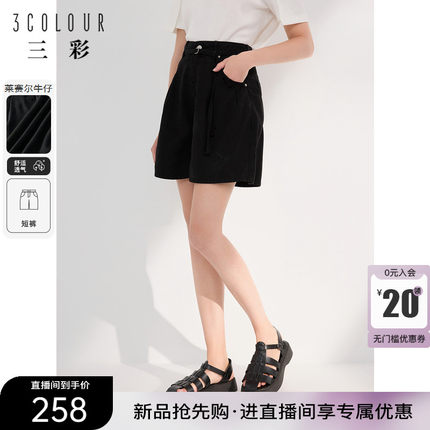 3COLOUR
三彩
莱赛尔牛仔
舒适
透气
短裤
0元入会
¥20
无门槛优惠券
直播间到手价
258
新品抢先购·进直播间享专属优惠